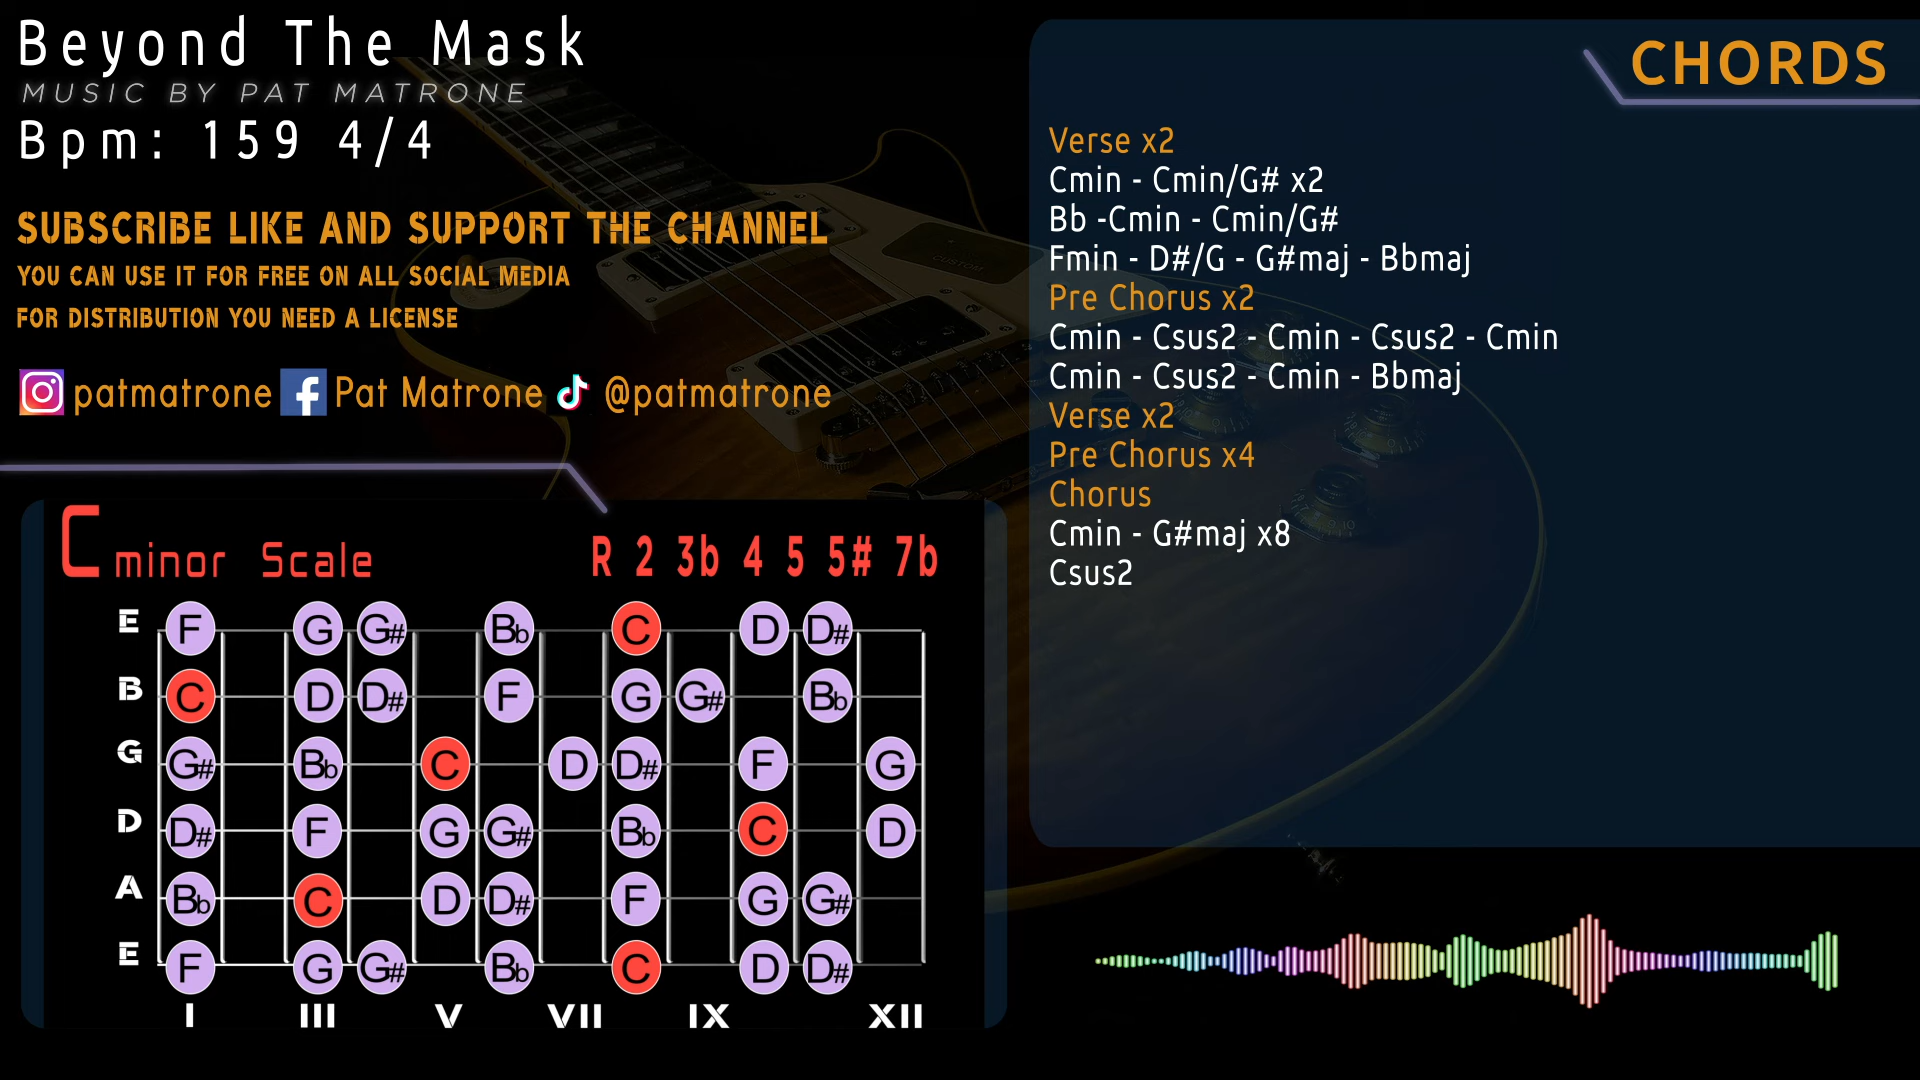 Beyond The Mask
MUSIC BY PAT MATRONE
Bpm: 159 4/4
SUBSCRIBE LIKE AND SUPPORT THE CHANNEL
YOU CAN USE IT FOR FREE ON ALL SOCIAL MEDIA
FOR DISTRIBUTION YOU NEED A LICENSE
patmatrone Pat Matrone @patmatrone
C minor Scale R 2 3b 4 5 5# 7b
E F G G# Bb C D D#
B C D D# F G G# Bb
G G# Bb C D D# F G
D D# F G G# Bb C D
A Bb C D D# F G G#
E F G G# Bb C D D#
I III V VII IX XII
CHORDS
Verse x2
Cmin - Cmin/G# x2
Bb -Cmin - Cmin/G#
Fmin - D#/G - G#maj - Bbmaj
Pre Chorus x2
Cmin - Csus2 - Cmin - Csus2 - Cmin
Cmin - Csus2 - Cmin - Bbmaj
Verse x2
Pre Chorus x4
Chorus
Cmin - G#maj x8
Csus2
CUSTOM